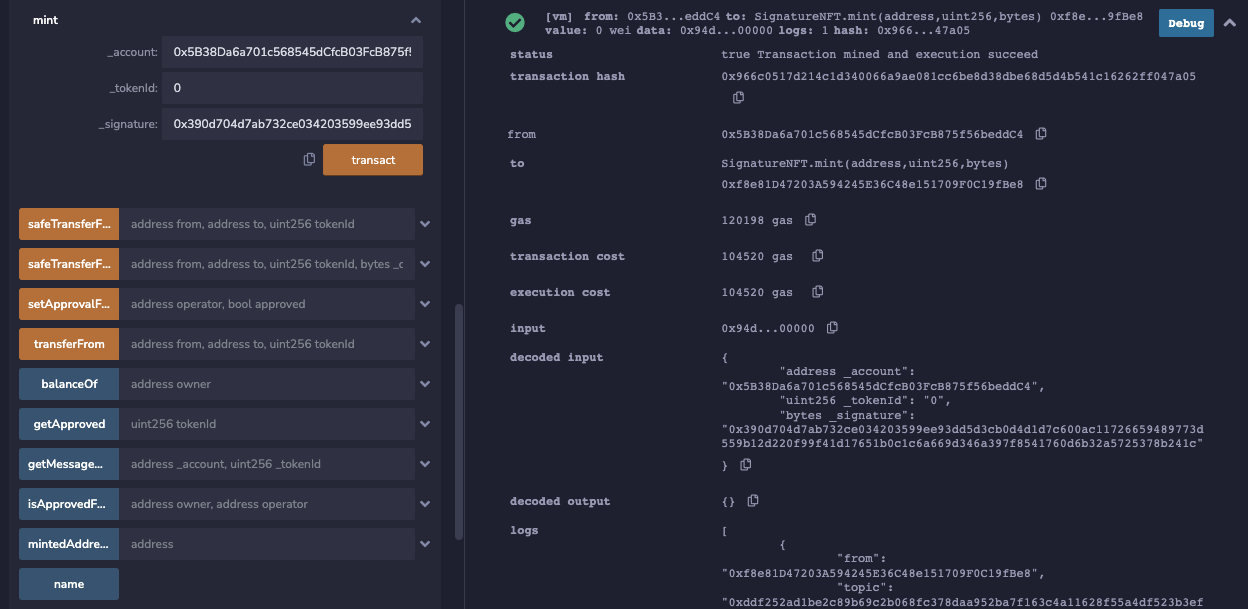 mint
_account:
0x5B38Da6a701c568545dCfcB03FcB875f!
_tokenId:
0
_signature:
0x390d704d7ab732ce034203599ee93dd5
transact
safeTransferF...
address from, address to, uint256 tokenId
safeTransferF...
address from, address to, uint256 tokenId, bytes _c
setApprovalF...
address operator, bool approved
transferFrom
address from, address to, uint256 tokenId
balanceOf
address owner
getApproved
uint256 tokenId
getMessage...
address _account, uint256 _tokenId
isApprovedF...
address owner, address operator
mintedAddre...
address
name
[vm] from: 0x5B3...eddC4 to: SignatureNFT.mint(address,uint256,bytes) 0xf8e...9fBe8
value: 0 wei data: 0x94d...00000 logs: 1 hash: 0x966...47a05
Debug
status
true Transaction mined and execution succeed
transaction hash
0x966c0517d214c1d340066a9ae081cc6be8d38dbe68d5d4b541c16262ff047a05
from
0x5B38Da6a701c568545dCfcB03FcB875f56beddC4
to
SignatureNFT.mint(address,uint256,bytes)
0xf8e81D47203A594245E36C48e151709F0C19fBe8
gas
120198 gas
transaction cost
104520 gas
execution cost
104520 gas
input
0x94d...00000
decoded input
{
"address _account":
"0x5B38Da6a701c568545dCfcB03FcB875f56beddC4",
"uint256 _tokenId": "0",
"bytes _signature":
"0x390d704d7ab732ce034203599ee93dd5d3cb0d4d1d7c600ac11726659489773d
559b12d220f99f41d17651b0c1c6a669d346a397f8541760d6b32a5725378b241c"
}
decoded output
{}
logs
[
{
"from":
"0xf8e81D47203A594245E36C48e151709F0C19fBe8",
"topic":
"0xddf252ad1be2c89b69c2b068fc378daa952ba7f163c4a11628f55a4df523b3ef